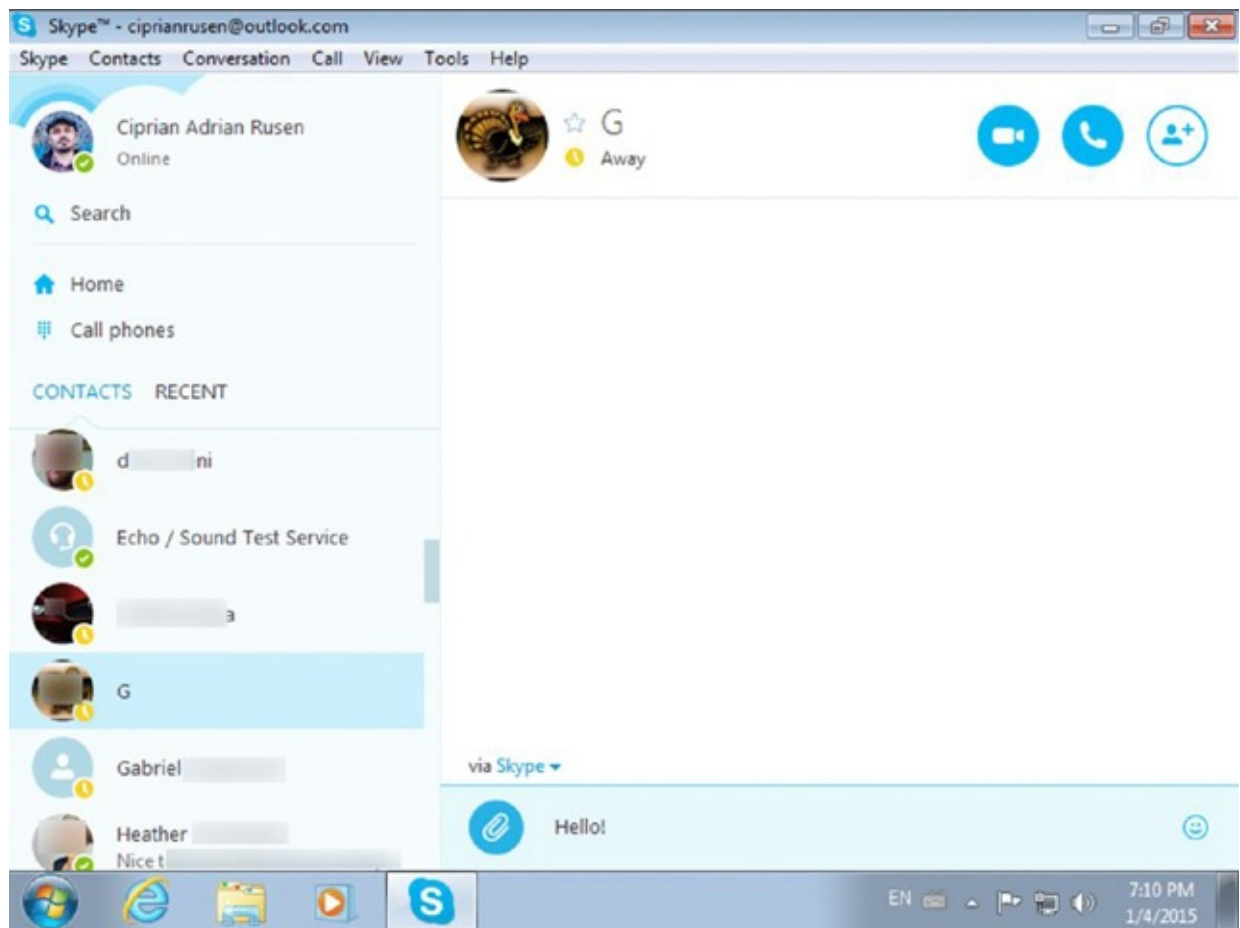 Skype™ - ciprianrusen@outlook.com
Skype Contacts Conversation Call View Tools Help
Ciprian Adrian Rusen
Online
Search
Home
Call phones
CONTACTS RECENT
d ni
Echo / Sound Test Service
a
G
Gabriel
Heather
Nice t
G
Away
via Skype
Hello!
EN
7:10 PM
1/4/2015